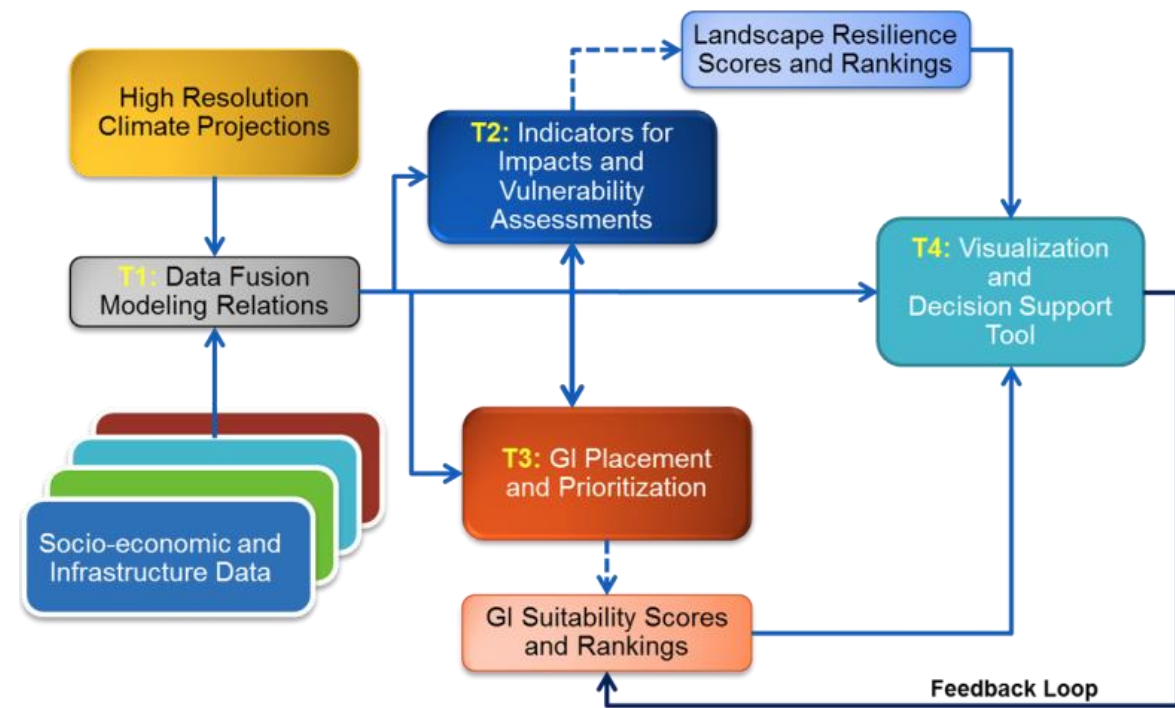 High Resolution
Climate Projections
T1: Data Fusion
Modeling Relations
Socio-economic and
Infrastructure Data
T2: Indicators for
Impacts and
Vulnerability
Assessments
Landscape Resilience
Scores and Rankings
T3: GI Placement
and Prioritization
GI Suitability Scores
and Rankings
T4: Visualization
and
Decision Support
Tool
Feedback Loop